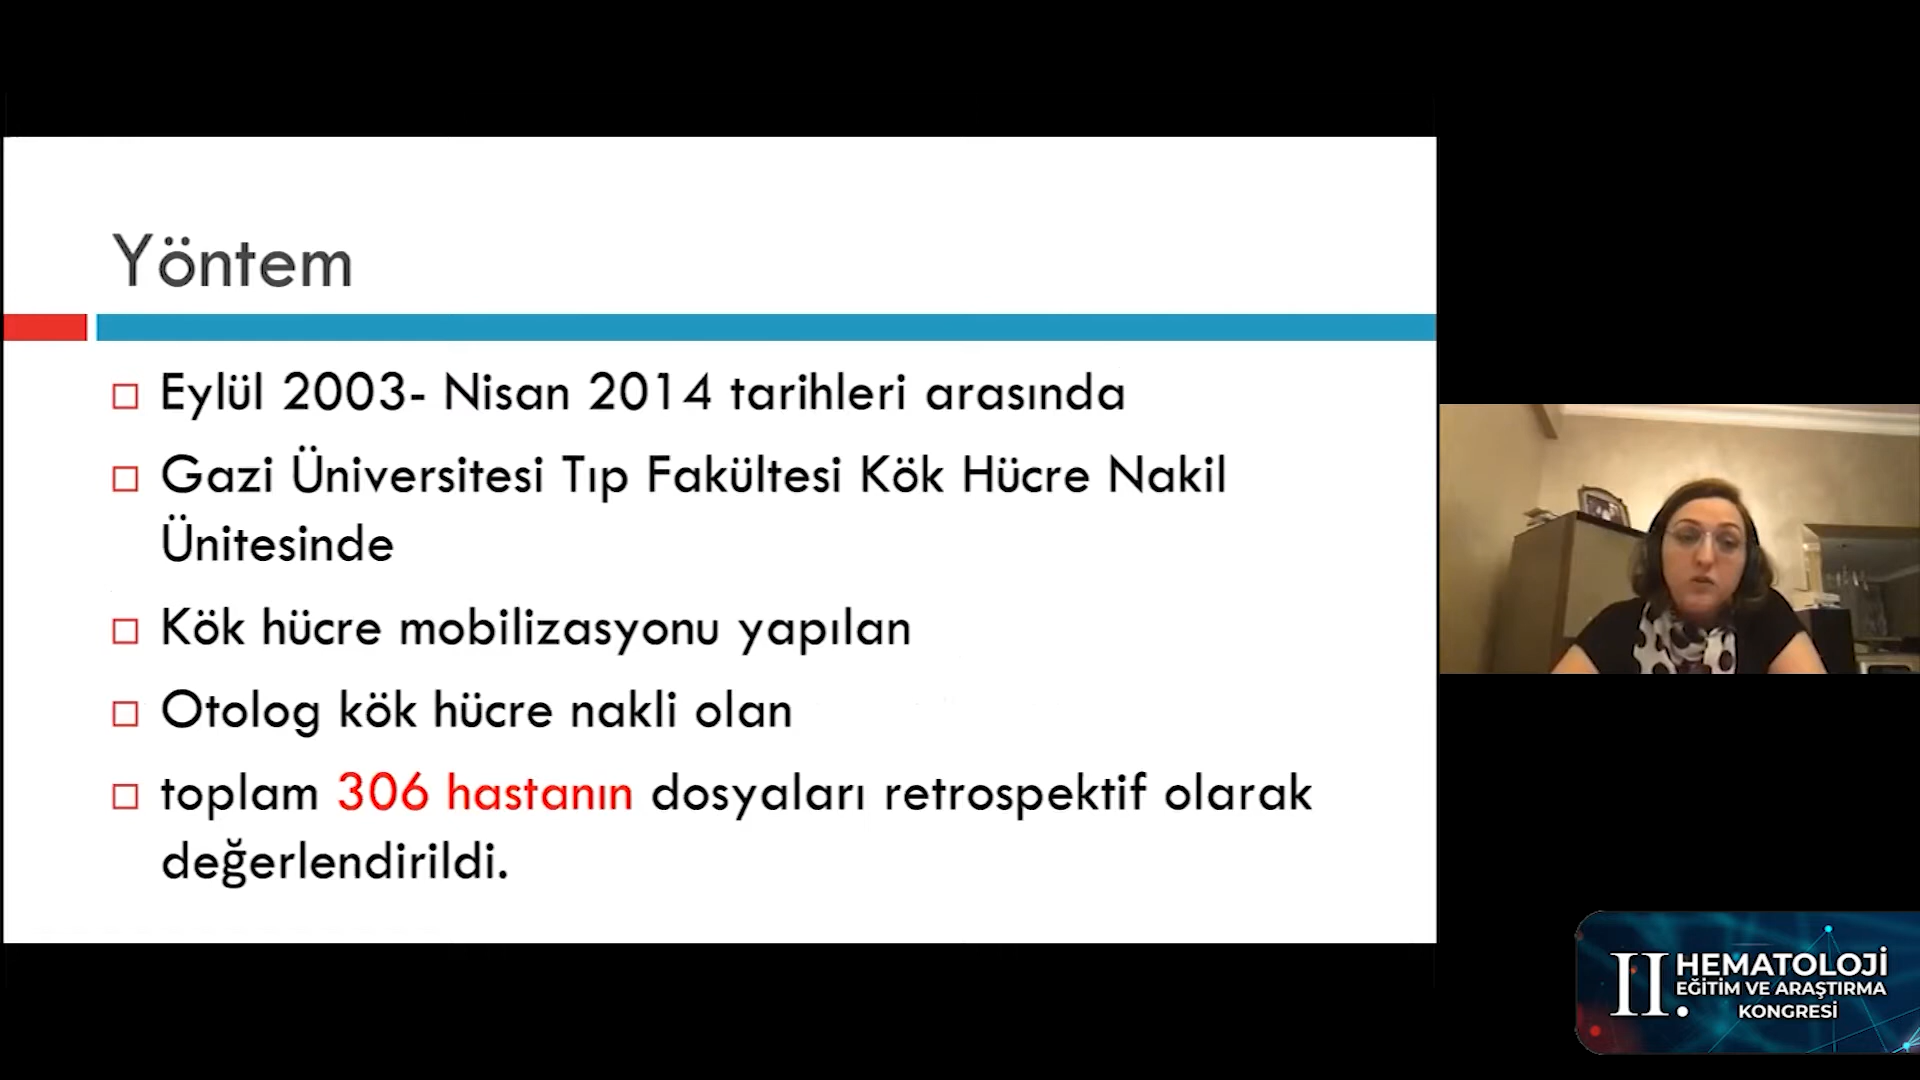 Yöntem
Eylül 2003- Nisan 2014 tarihleri arasında
Gazi Üniversitesi Tıp Fakültesi Kök Hücre Nakil
Ünitesinde
Kök hücre mobilizasyonu yapılan
Otolog kök hücre nakli olan
toplam 306 hastanın dosyaları retrospektif olarak
değerlendirildi.
II. HEMATOLOJİ
EĞİTİM VE ARAŞTIRMA
KONGRESİ